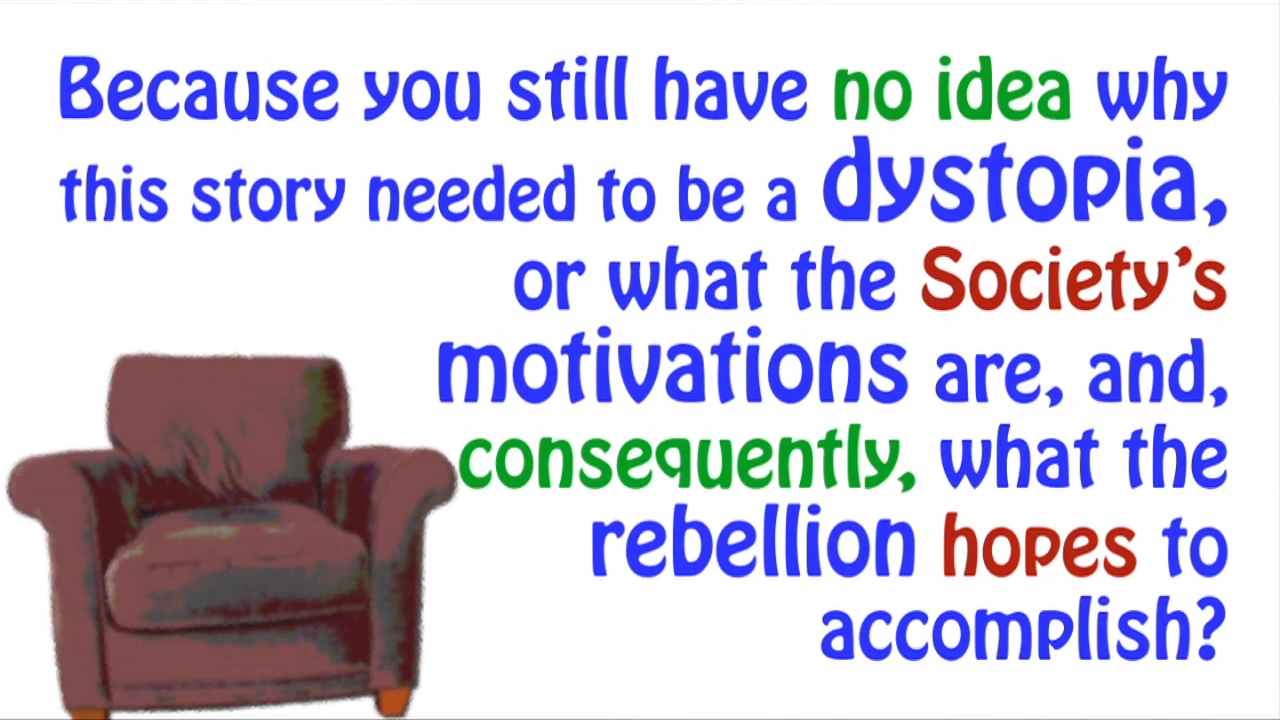 Because you still have no idea why
this story needed to be a dystopia,
or what the Society's
motivations are, and,
consequently, what the
rebellion hopes to
accomplish?